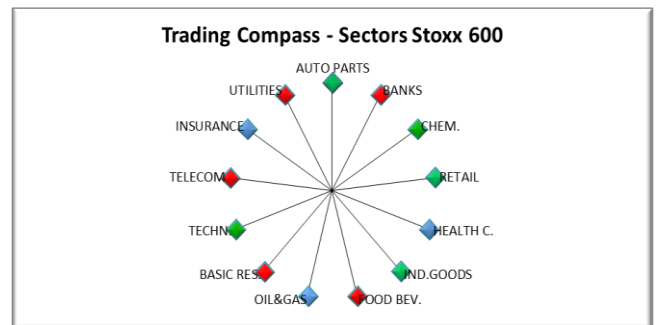 Trading Compass - Sectors Stoxx 600
AUTO PARTS
UTILITIES
BANKS
INSURANCE
CHEM.
TELECOM.
RETAIL
TECHN.
HEALTH C.
BASIC RES.
IND.GOODS
OIL&GAS
FOOD BEV.